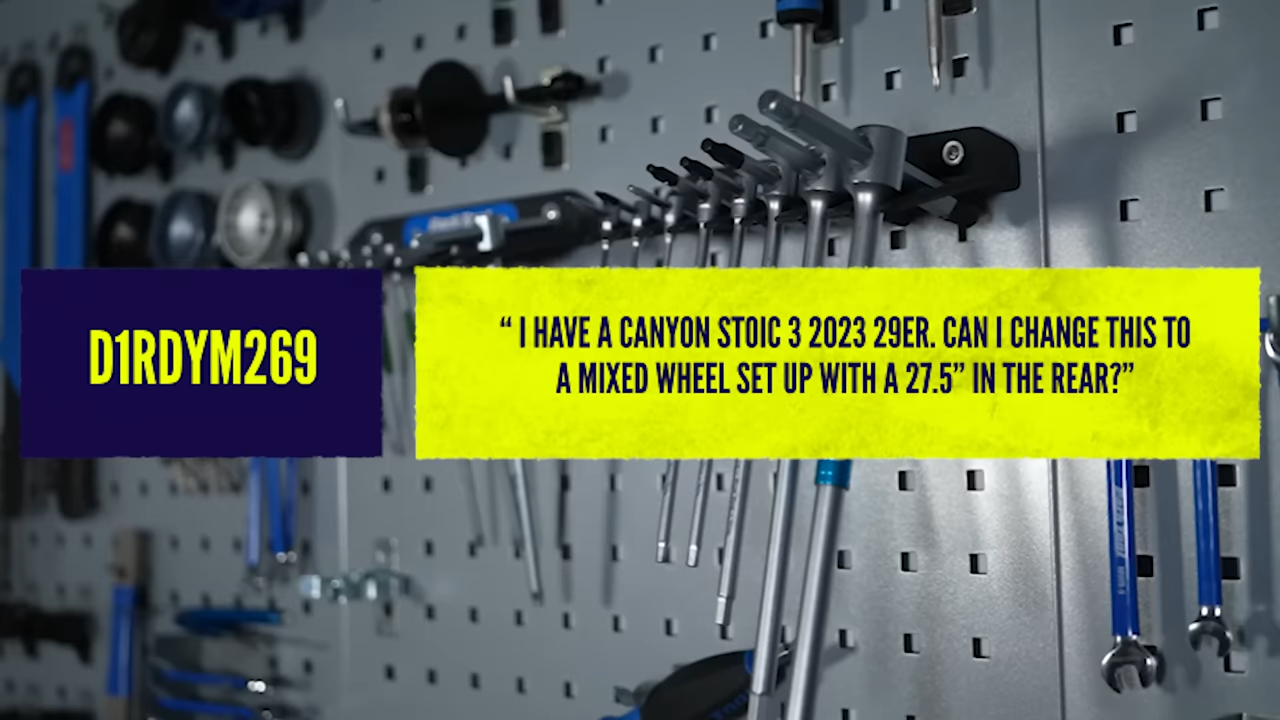 D1RDYM269
“ I HAVE A CANYON STOIC 3 2023 29ER. CAN I CHANGE THIS TO
A MIXED WHEEL SET UP WITH A 27.5” IN THE REAR?”